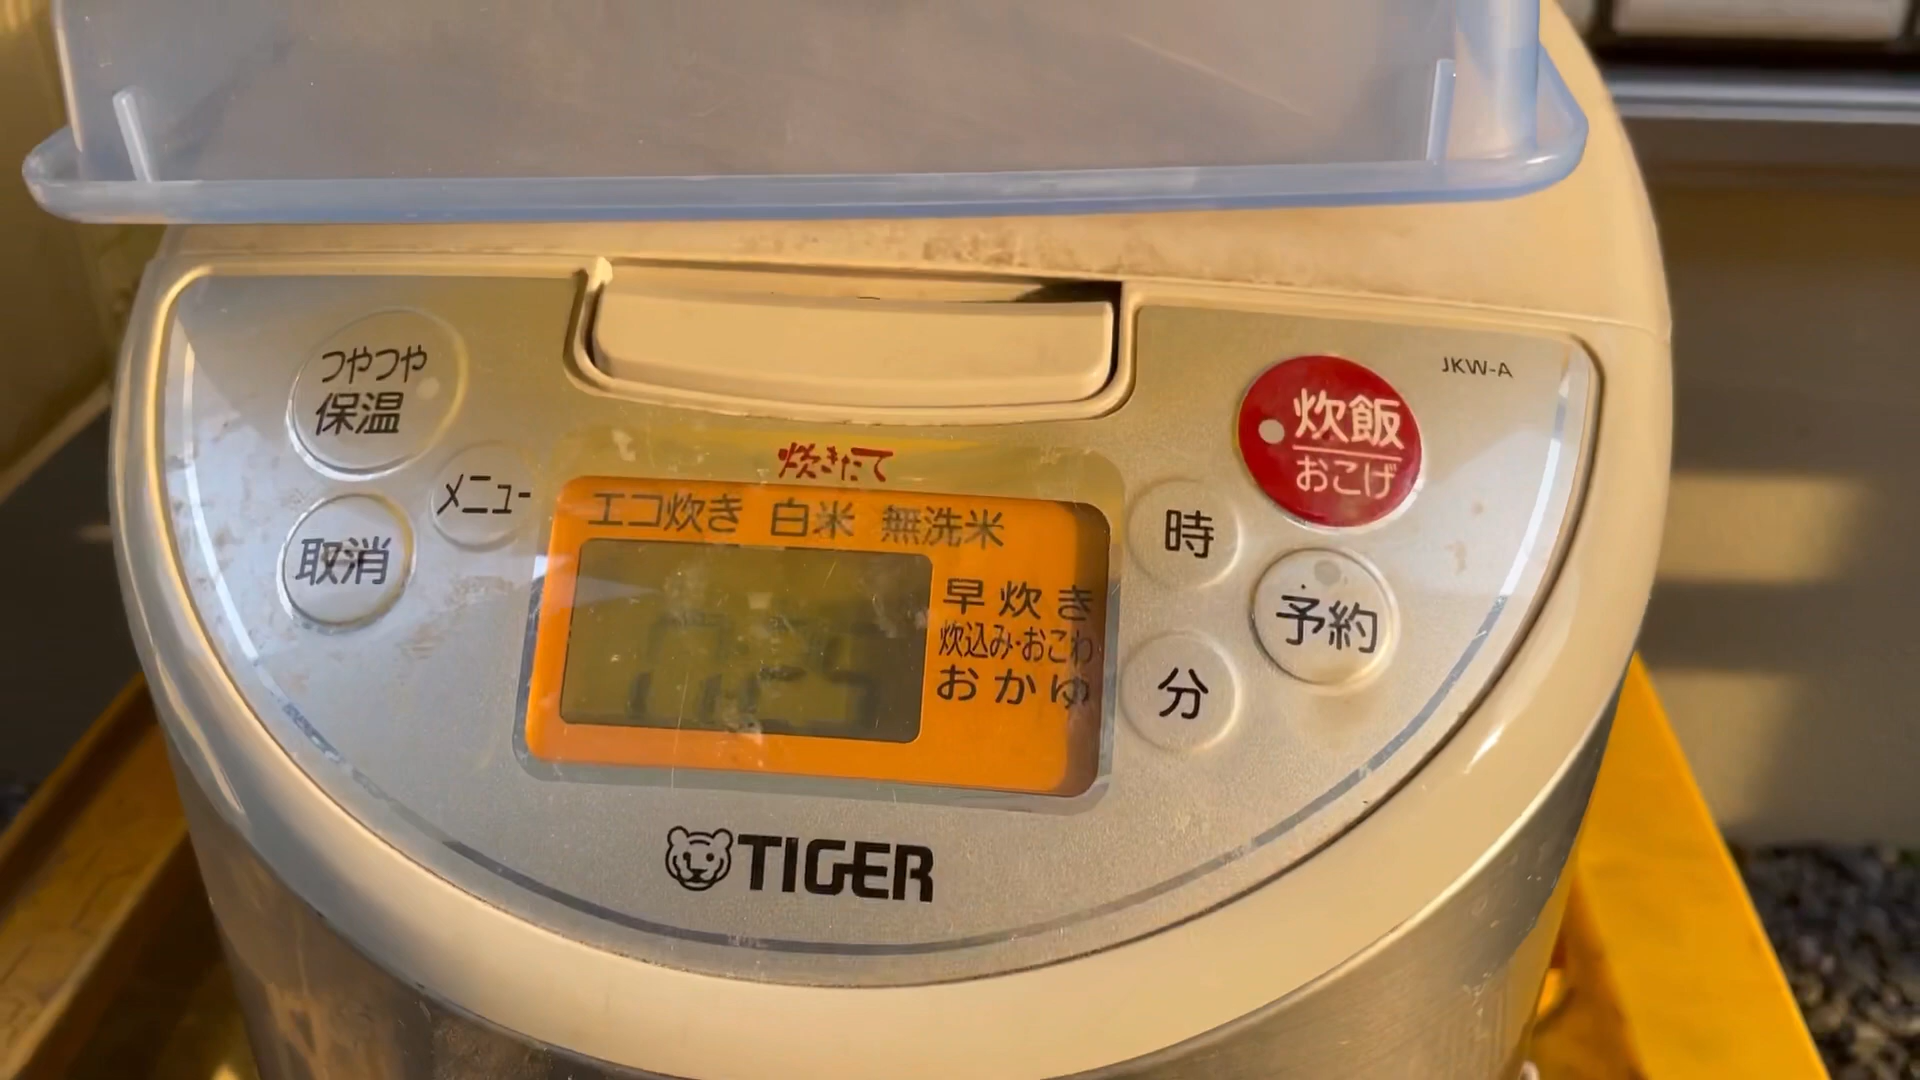 つやつや
保温
メニュー
取消
炊きたて
エコ炊き 白米 無洗米
早炊き
炊込み・おこわ
おかゆ
JKW-A
炊飯
おこげ
時
予約
分
TIGER